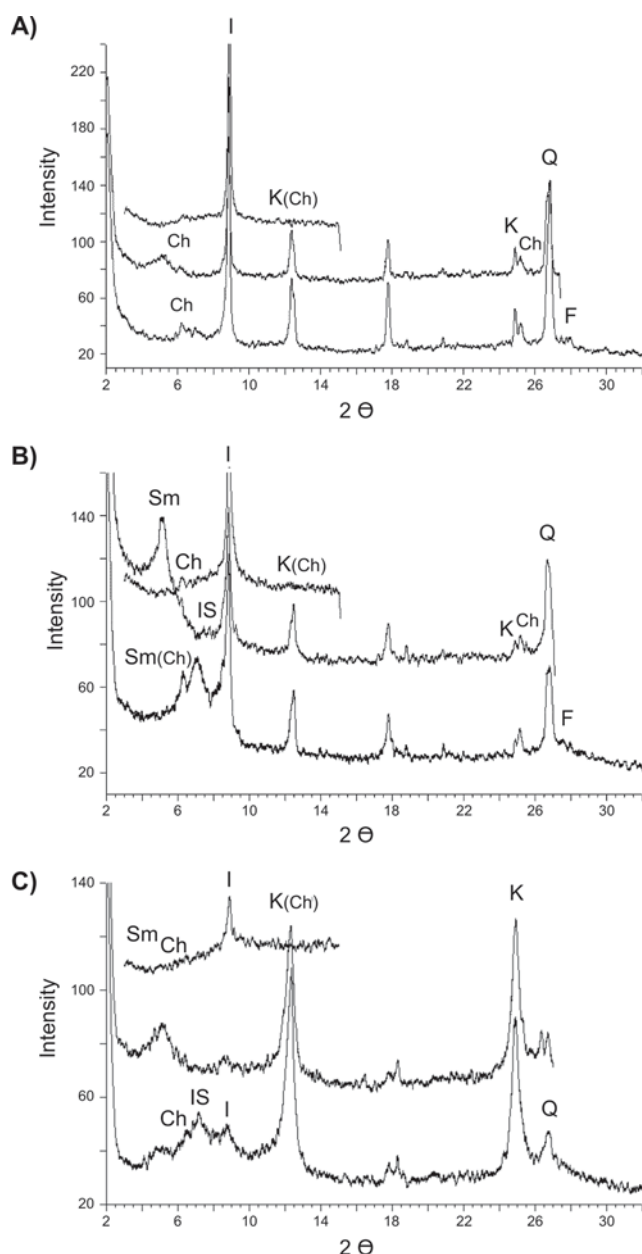 A)
I
220
180
140
100
60
20
Intensity
K(Ch)
Q
Ch
K
Ch
Ch
F
2 6 10 14 18 22 26 30
2 Θ
B)
I
140
100
60
20
Intensity
Sm
Q
Ch
K(Ch)
IS
K
Ch
Sm(Ch)
F
2 6 10 14 18 22 26 30
2 Θ
C)
140
100
60
20
Intensity
I
K
K(Ch)
Sm
Ch
IS
Ch
I
Q
2 6 10 14 18 22 26 30
2 Θ